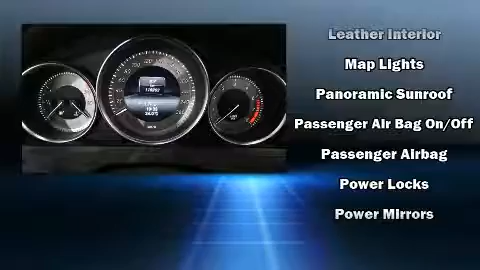 Leather Interior
Map Lights
Panoramic Sunroof
Passenger Air Bag On/Off
Passenger Airbag
Power Locks
Power Mirrors